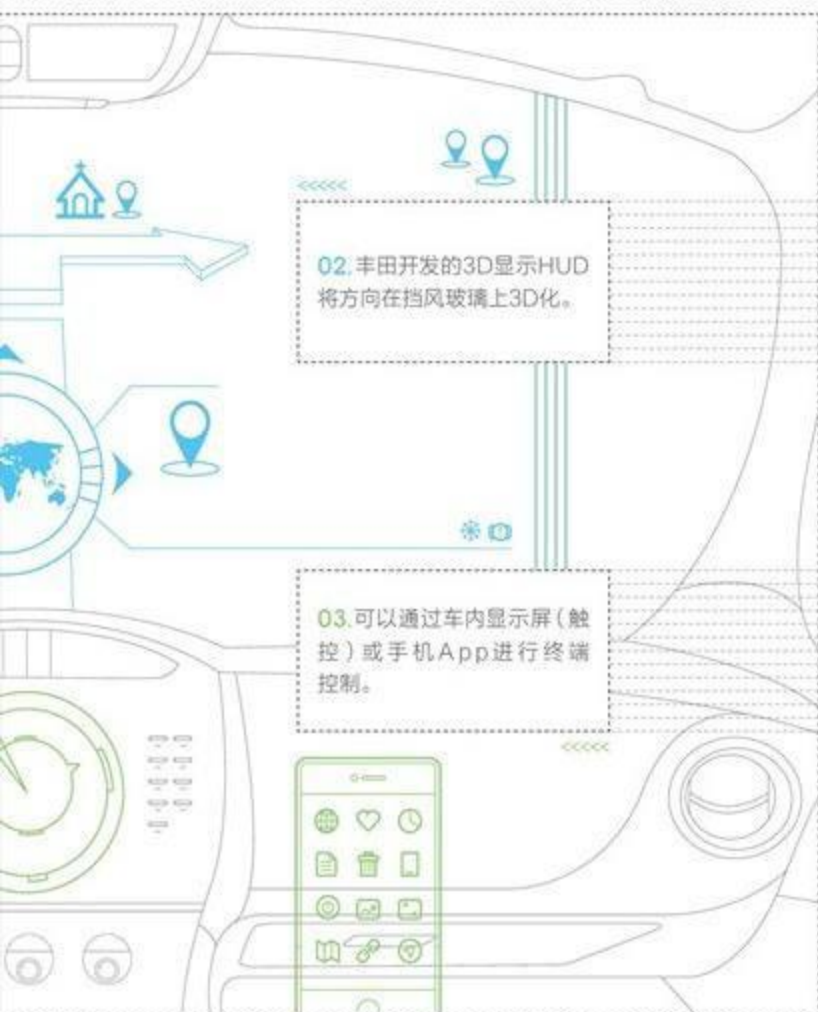 02.丰田开发的3D显示HUD
将方向在挡风玻璃上3D化。
03.可以通过车内显示屏(触
控)或手机App进行终端
控制。